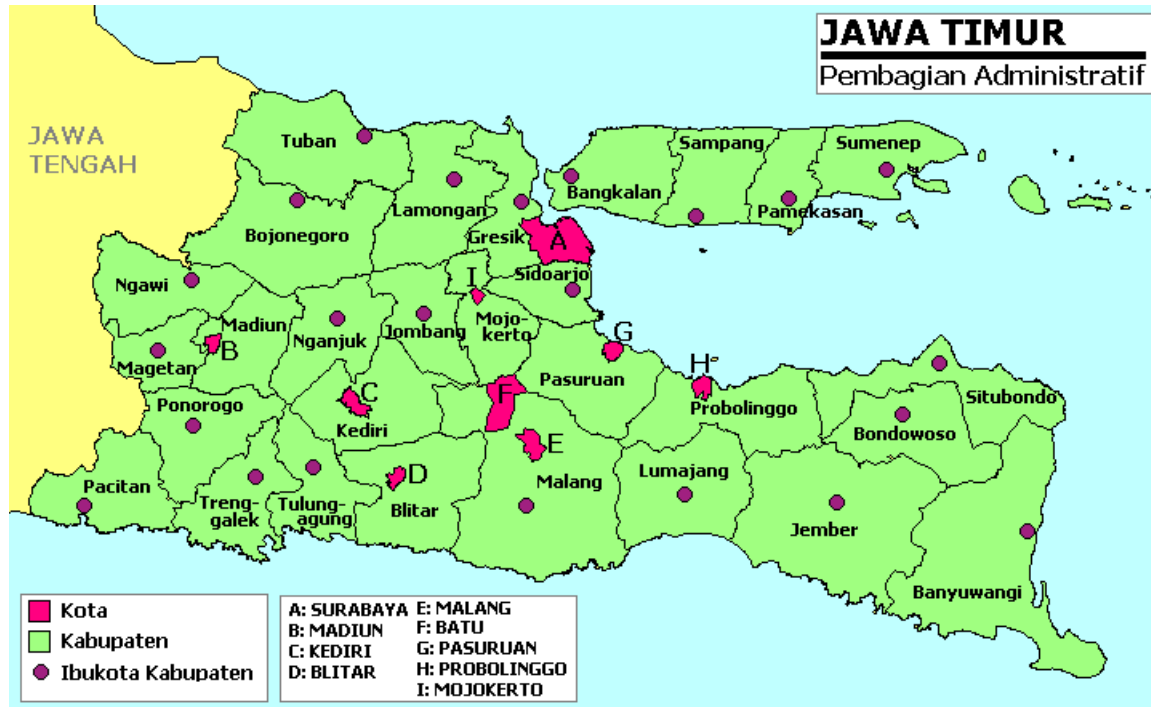 JAWA TIMUR
Pembagian Administratif
JAWA
TENGAH
Tuban
Sampang
Sumenep
Bangkalan
Lamongan
Pamekasan
Bojonegoro
Gresik
A
I
Sidoarjo
Ngawi
Madiun
Nganjuk
Jombang
Mojo-
kerto
G
B
Magetan
H
Pasuruan
C
F
Ponorogo
Probolinggo
Situbondo
Kediri
Bondowoso
E
D
Lumajang
Pacitan
Treng-
galek
Tulung-
agung
Blitar
Malang
Jember
Banyuwangi
Kota
Kabupaten
Ibukota Kabupaten
A: SURABAYA
B: MADIUN
C: KEDIRI
D: BLITAR
E: MALANG
F: BATU
G: PASURUAN
H: PROBOLINGGO
I: MOJOKERTO